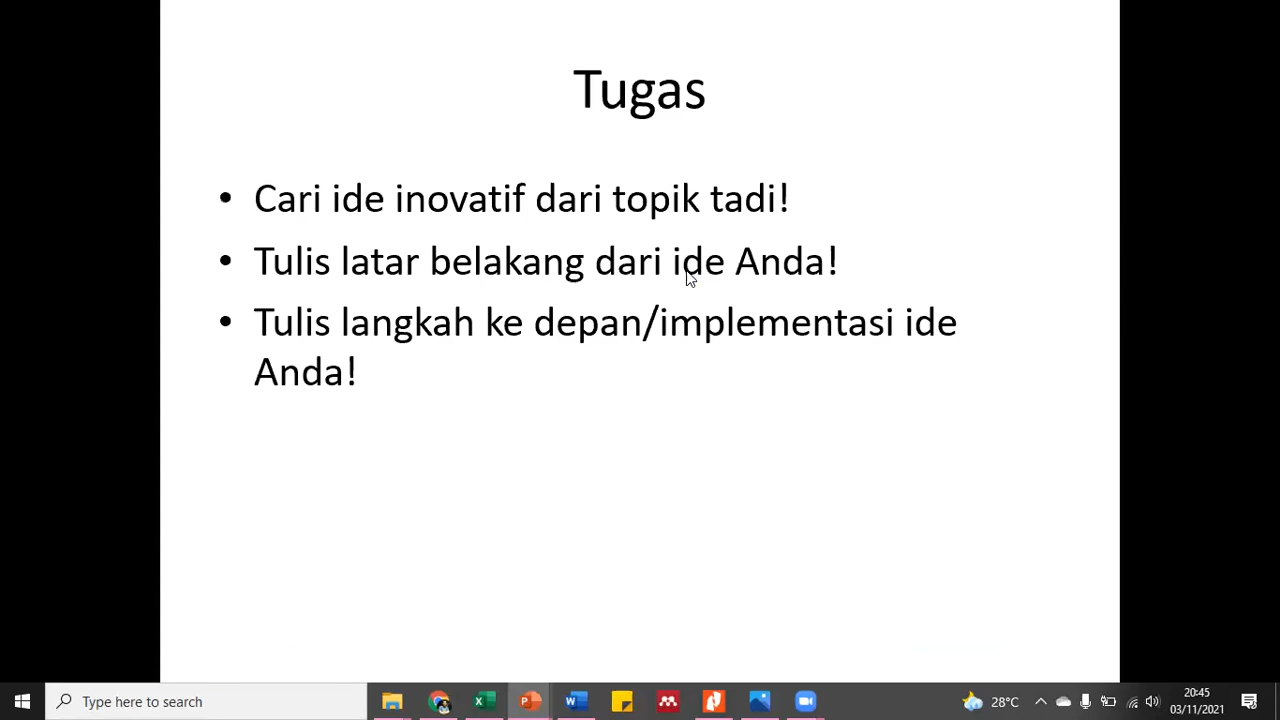 Tugas
• Cari ide inovatif dari topik tadi!
• Tulis latar belakang dari ide Anda!
• Tulis langkah ke depan/implementasi ide
Anda!
Type here to search
28°C
20:45
03/11/2021